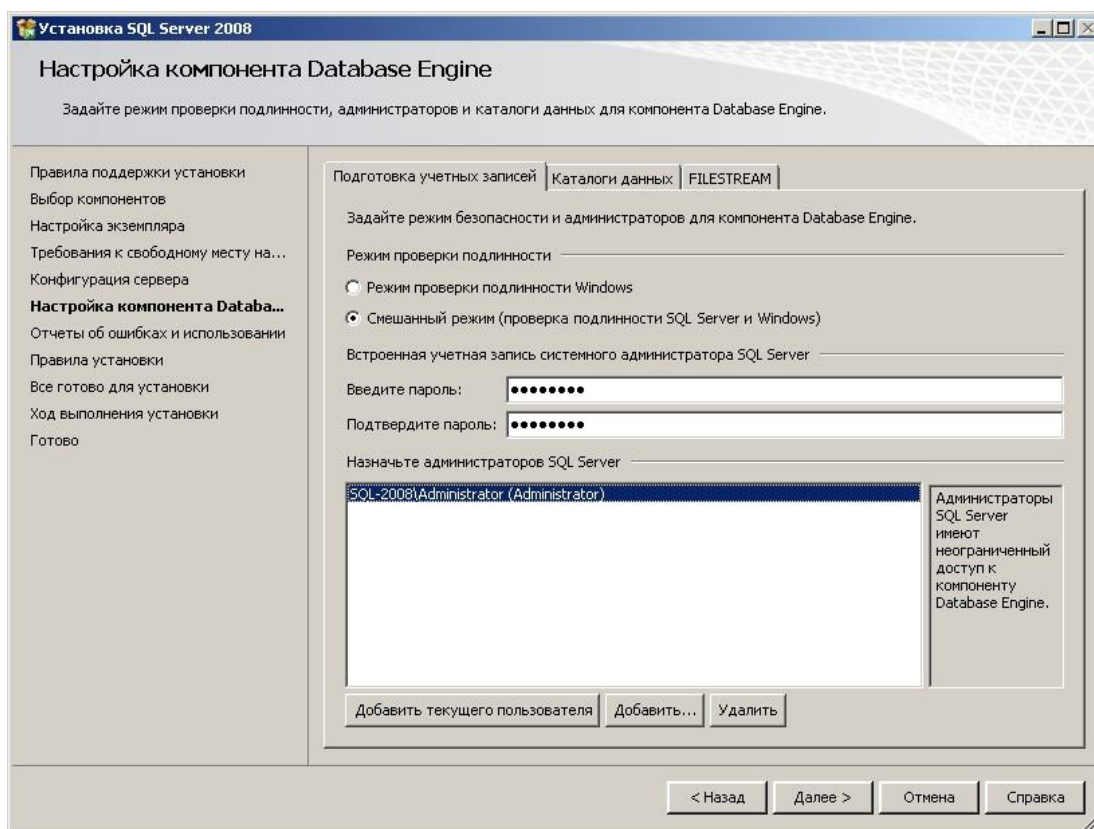 Установка SQL Server 2008
Настройка компонента Database Engine
Задайте режим проверки подлинности, администраторов и каталоги данных для компонента Database Engine.
Правила поддержки установки
Выбор компонентов
Настройка экземпляра
Требования к свободному месту на...
Конфигурация сервера
Настройка компонента Databa...
Отчеты об ошибках и использовании
Правила установки
Все готово для установки
Ход выполнения установки
Готово
Подготовка учетных записей Каталоги данных FILESTREAM
Задайте режим безопасности и администраторов для компонента Database Engine.
Режим проверки подлинности
Режим проверки подлинности Windows
Смешанный режим (проверка подлинности SQL Server и Windows)
Встроенная учетная запись системного администратора SQL Server
Введите пароль: ●●●●●●●●
Подтвердите пароль: ●●●●●●●●
Назначьте администраторов SQL Server
SQL-2008\Administrator (Administrator)
Администраторы
SQL Server
имеют
неограниченный
доступ к
компоненту
Database Engine.
Добавить текущего пользователя Добавить... Удалить
< Назад Далее > Отмена Справка